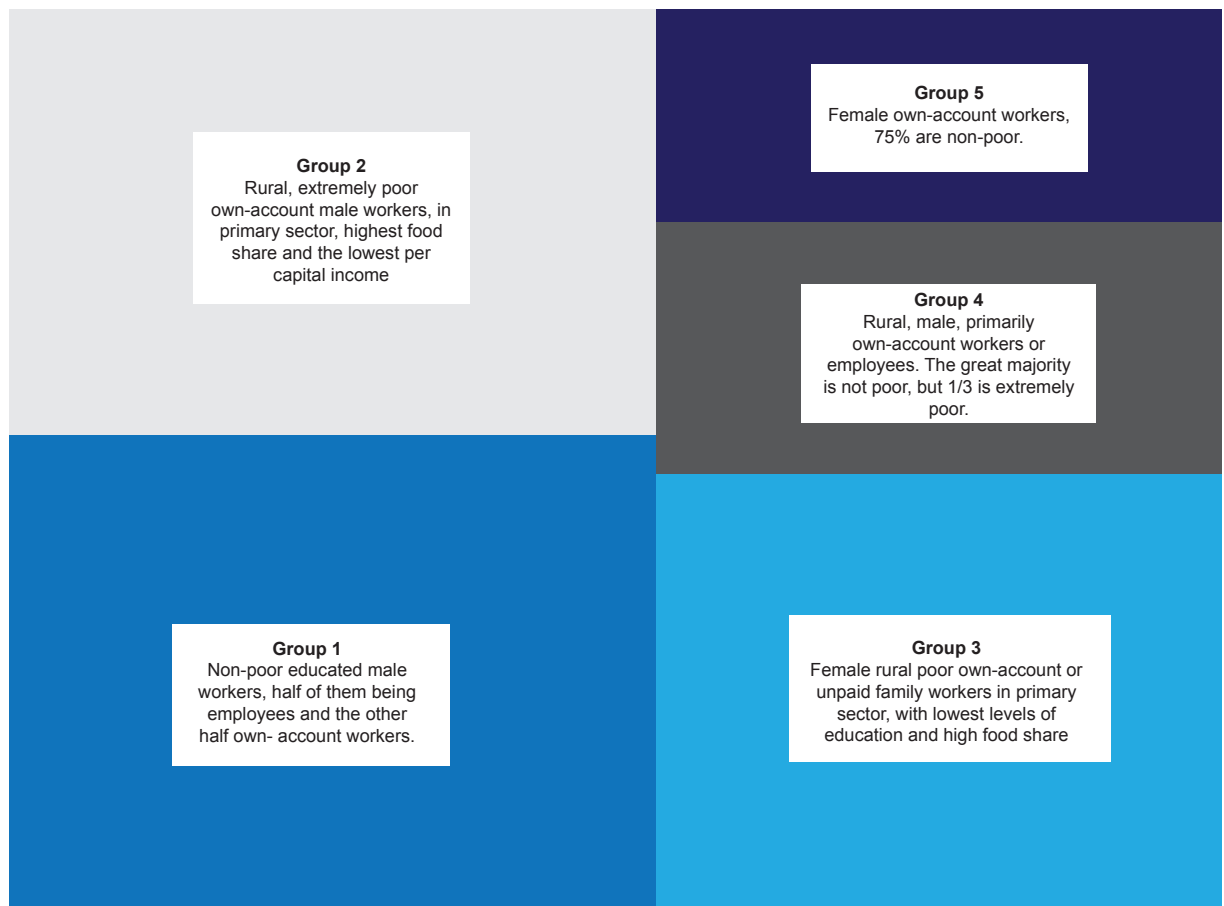 Group 2
Rural, extremely poor
own-account male workers, in
primary sector, highest food
share and the lowest per
capital income
Group 5
Female own-account workers,
75% are non-poor.
Group 4
Rural, male, primarily
own-account workers or
employees. The great majority
is not poor, but 1/3 is extremely
poor.
Group 1
Non-poor educated male
workers, half of them being
employees and the other
half own- account workers.
Group 3
Female rural poor own-account or
unpaid family workers in primary
sector, with lowest levels of
education and high food share